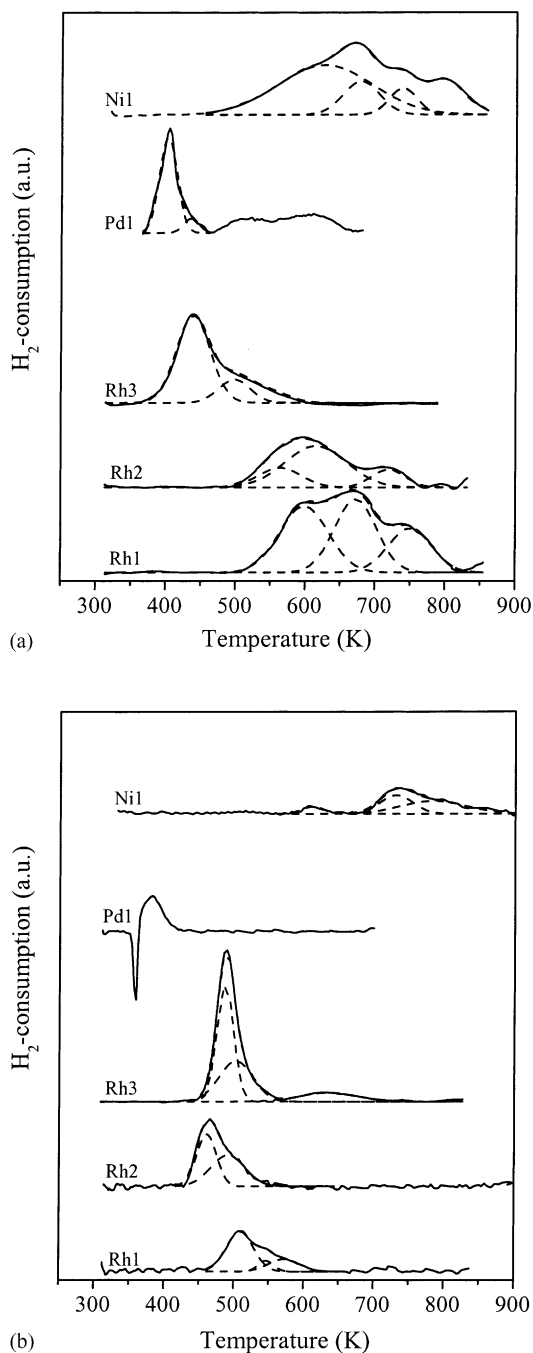 Ni1
Pd1
Rh3
Rh2
Rh1
H2-consumption (a.u.)
300 400 500 600 700 800 900
(a) Temperature (K)
Ni1
Pd1
Rh3
Rh2
Rh1
H2-consumption (a.u.)
300 400 500 600 700 800 900
(b) Temperature (K)